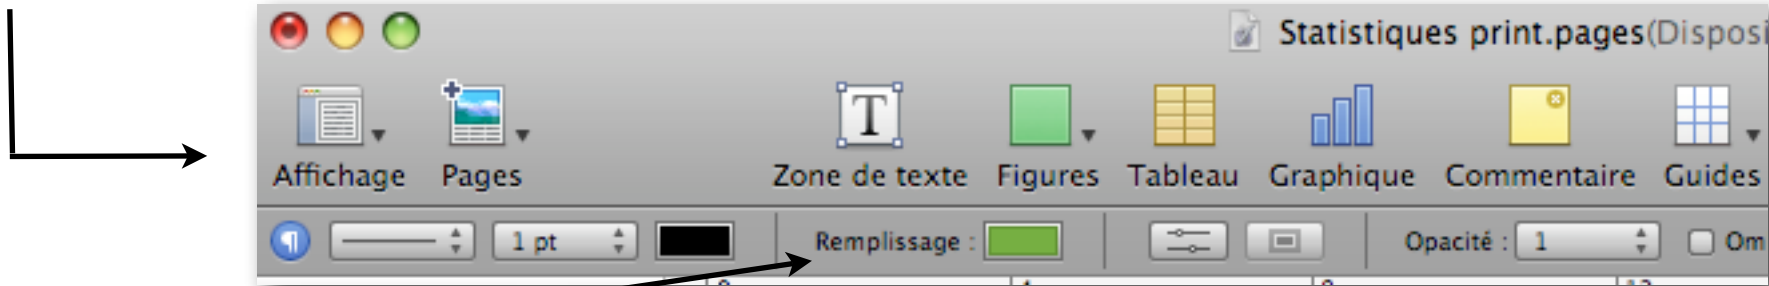 Statistiques print.pages(Disposi
T
Affichage Pages Zone de texte Figures Tableau Graphique Commentaire Guides
1 pt Remplissage : Opacité : 1 Om